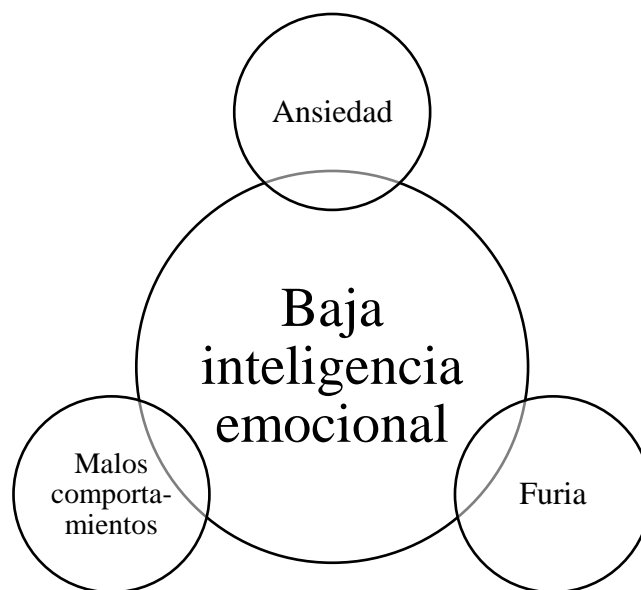 Ansiedad
Baja
inteligencia
emocional
Malos
comporta-
mientos
Furia